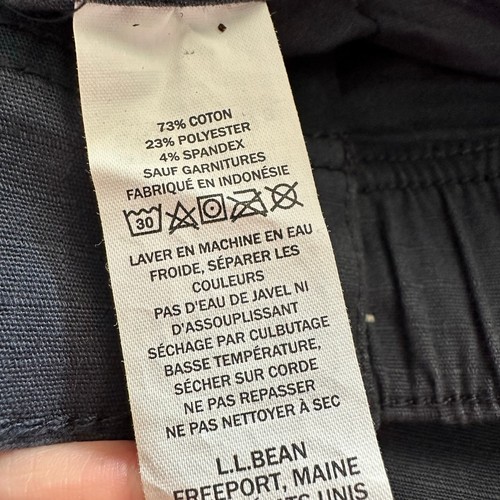 73% COTON
23% POLYESTER
4% SPANDEX
SAUF GARNITURES
FABRIQUÉ EN INDONÉSIE
30
LAVER EN MACHINE EN EAU
FROIDE, SÉPARER LES
COULEURS
PAS D'EAU DE JAVEL NI
D'ASSOUPLISSANT
SÉCHAGE PAR CULBUTAGE
BASSE TEMPÉRATURE,
SÉCHER SUR CORDE
NE PAS REPASSER
NE PAS NETTOYER À SEC
L.L.BEAN
FREEPORT, MAINE
UNIS